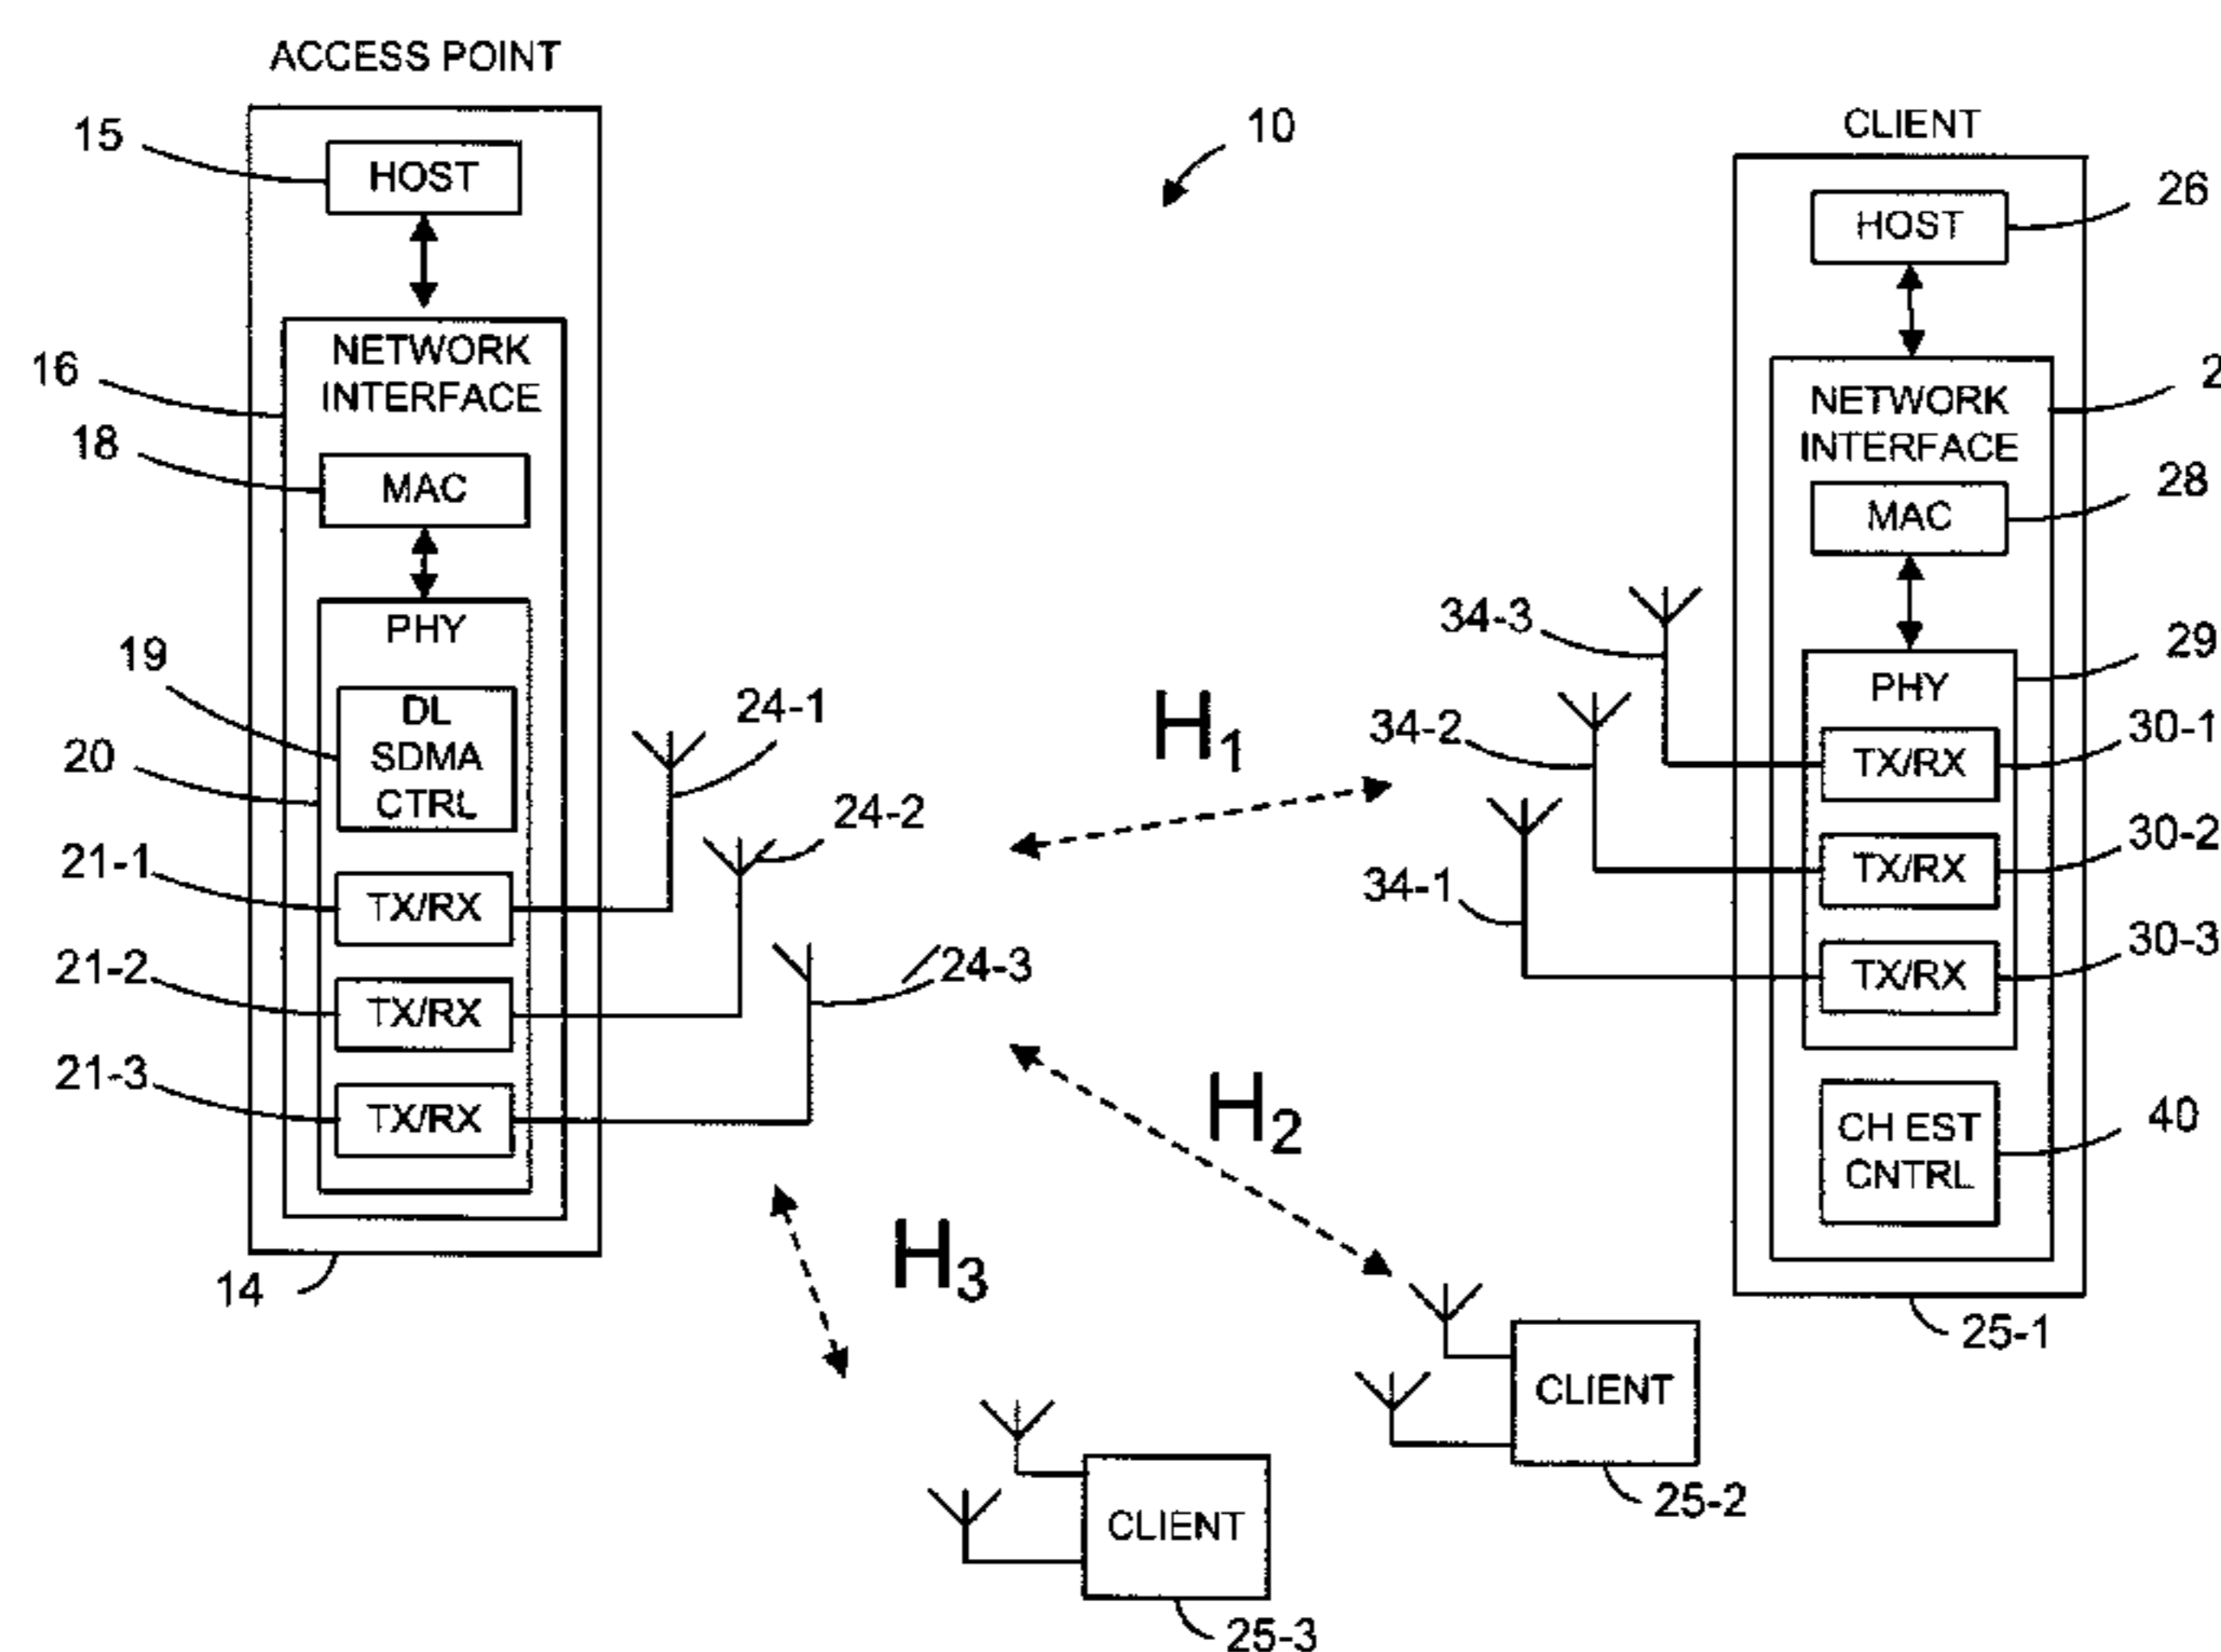 ACCESS POINT
15
HOST
16
NETWORK
INTERFACE
18
MAC
PHY
19
DL
SDMA
CTRL
20
21-1
TX/RX
21-2
TX/RX
21-3
TX/RX
14
24-1
24-2
24-3
10
H1
H2
H3
CLIENT
HOST
26
NETWORK
INTERFACE
2
MAC
28
PHY
29
34-3
TX/RX
30-1
34-2
TX/RX
30-2
34-1
TX/RX
30-3
CH EST
CNTRL
40
25-1
CLIENT
25-2
CLIENT
25-3